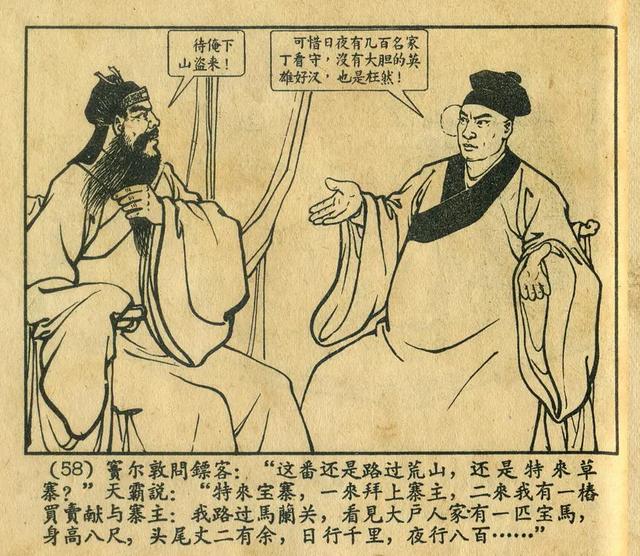 待俺下
山盗来！
可惜日夜有几百名家
丁看守，沒有大胆的英
雄好汉，也是枉然！
(58) 竇尔敦問鏢客：“这番还是路过荒山，还是特來草
寨？”天霸説：“特來宝寨，一來拜上寨主，二來我有一樁
買賣献与寨主：我路过馬蘭关，看見大戶人家有一匹宝馬，
身高八尺，头尾丈二有余，日行千里，夜行八百……”